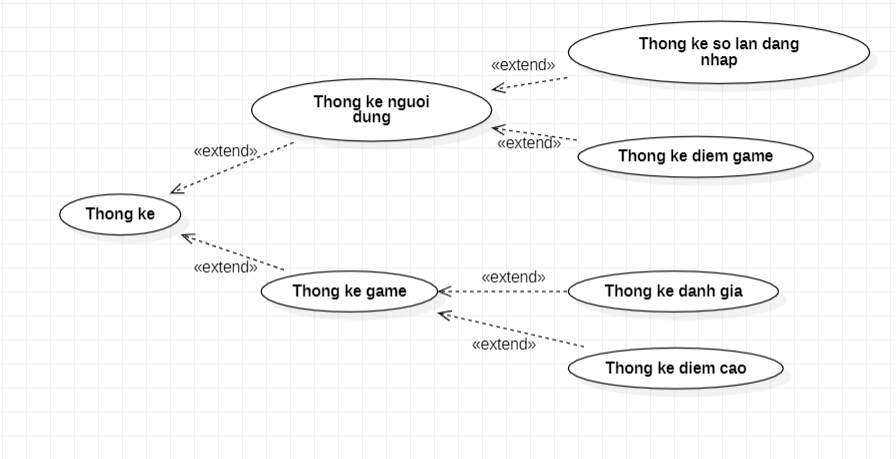 Thong ke so lan dang
nhap
«extend»
Thong ke nguoi
dung
«extend»
Thong ke diem game
«extend»
Thong ke
«extend»
Thong ke game
«extend»
Thong ke danh gia
«extend»
Thong ke diem cao